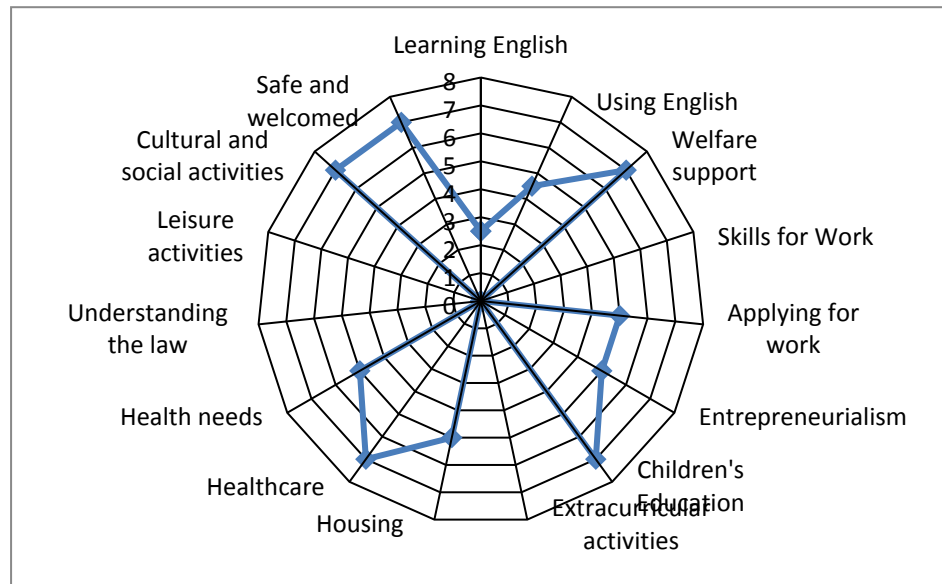 Learning English
Using English
Welfare
support
Skills for Work
Applying for
work
Entrepreneurialism
Children's
Education
Extracurricular
activities
Housing
Healthcare
Health needs
Understanding
the law
Leisure
activities
Cultural and
social activities
Safe and
welcomed
8
7
6
5
4
3
2
1
0